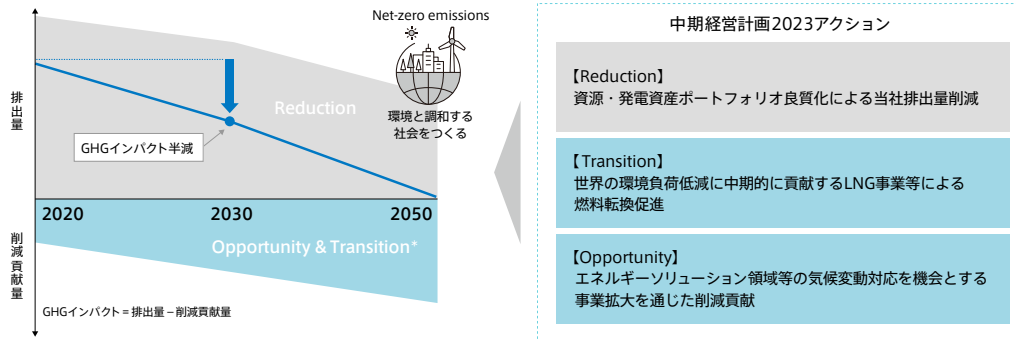 排出量
削減貢献量
Net-zero emissions
環境と調和する
社会をつくる
Reduction
GHGインパクト半減
2020
2030
2050
Opportunity & Transition*
GHGインパクト = 排出量 – 削減貢献量
中期経営計画2023アクション
【Reduction】
資源・発電資産ポートフォリオ良質化による当社排出量削減
【Transition】
世界の環境負荷低減に中期的に貢献するLNG事業等による
燃料転換促進
【Opportunity】
エネルギーソリューション領域等の気候変動対応を機会とする
事業拡大を通じた削減貢献